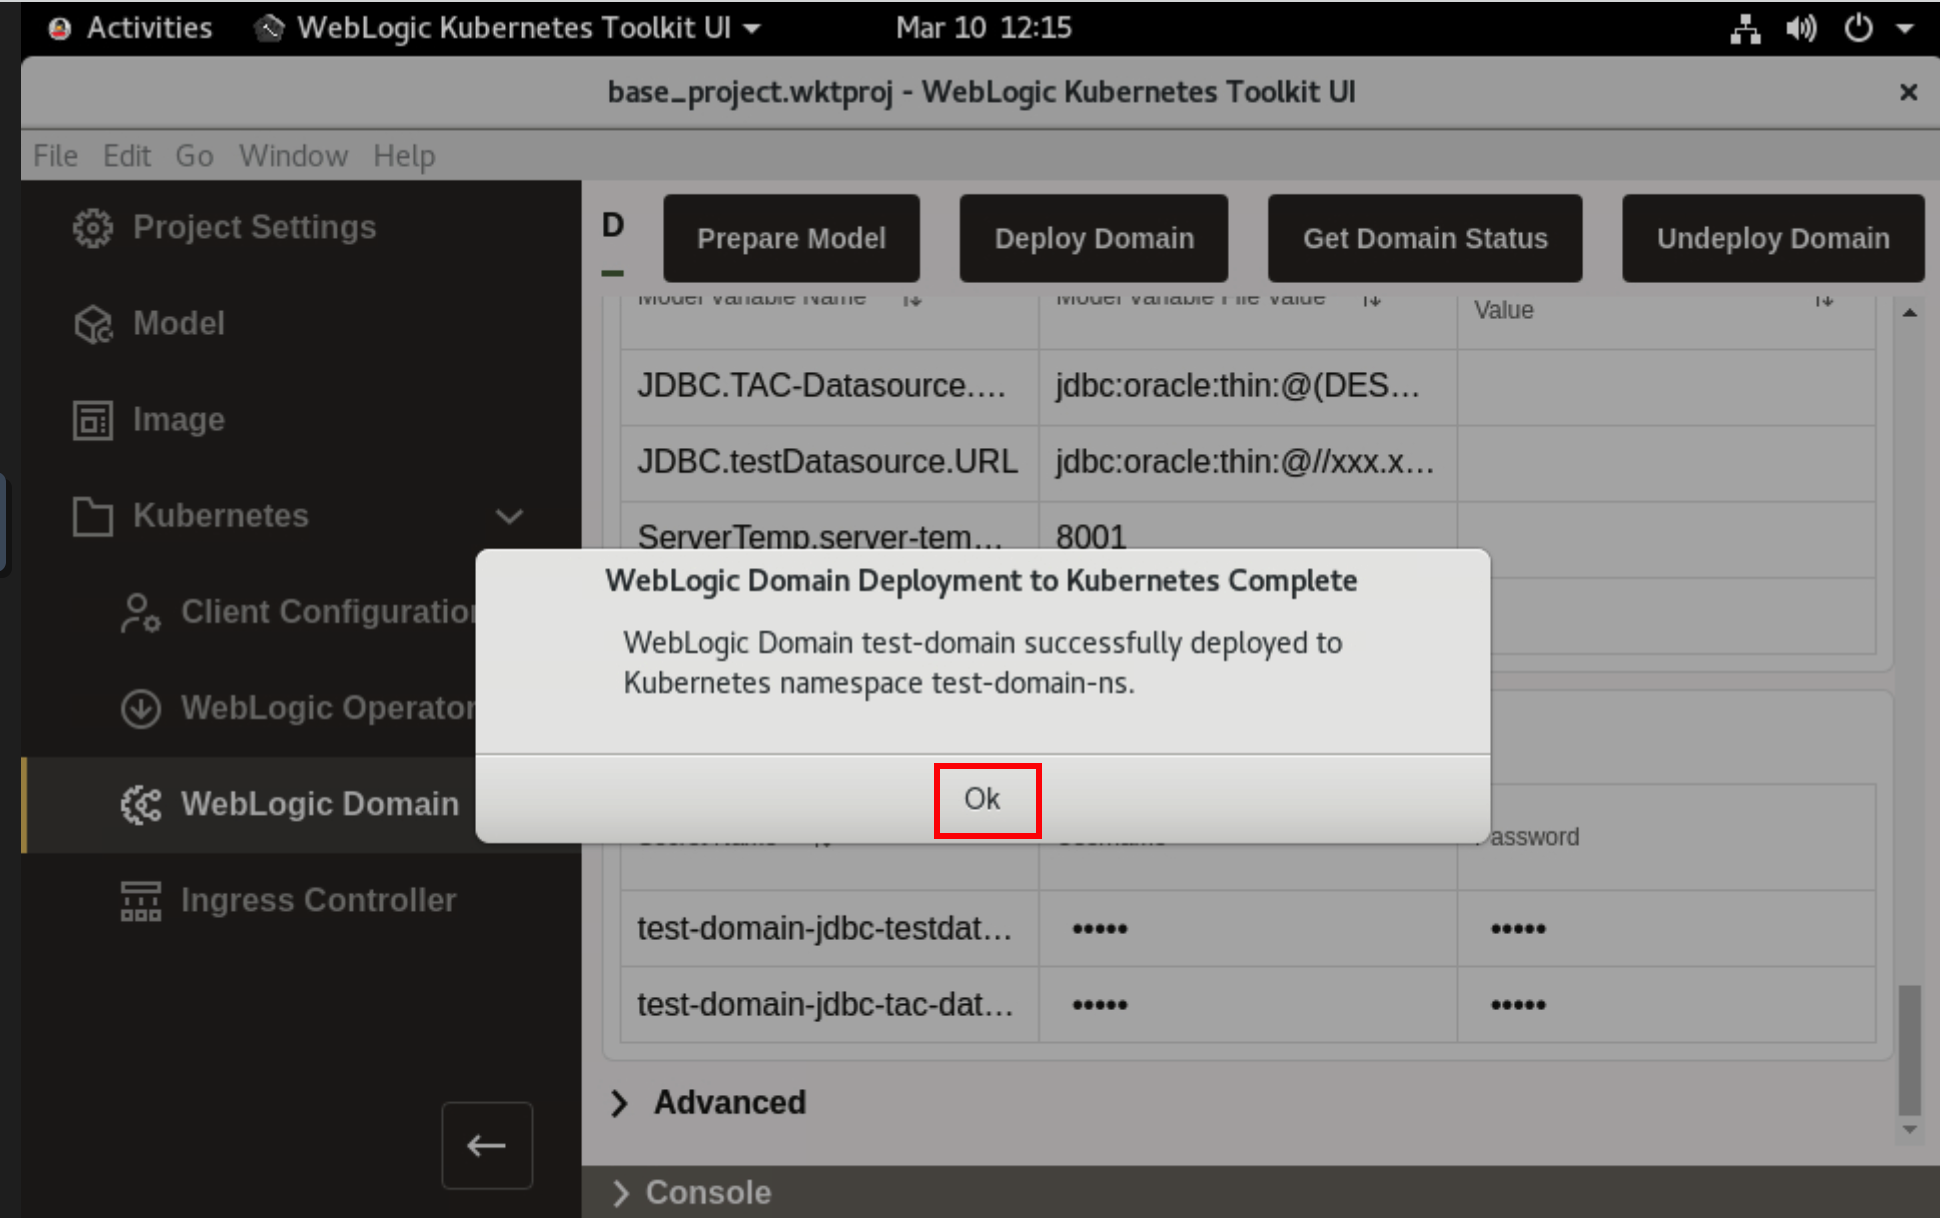 Activities WebLogic Kubernetes Toolkit UI Mar 10 12:15
base_project.wktproj - WebLogic Kubernetes Toolkit UI
File Edit Go Window Help
Project Settings
Model
Image
Kubernetes
Client Configuration
WebLogic Operator
WebLogic Domain
Ingress Controller
D
Prepare Model
Deploy Domain
Get Domain Status
Undeploy Domain
Model Variable Name Model Variable File Value Value
JDBC.TAC-Datasource.… jdbc:oracle:thin:@(DES…
JDBC.testDatasource.URL jdbc:oracle:thin:@//xxx.x…
ServerTemp.server-tem… 8001
WebLogic Domain Deployment to Kubernetes Complete
WebLogic Domain test-domain successfully deployed to
Kubernetes namespace test-domain-ns.
Ok
Password
test-domain-jdbc-testdat… ••••• •••••
test-domain-jdbc-tac-dat… ••••• •••••
Advanced
Console